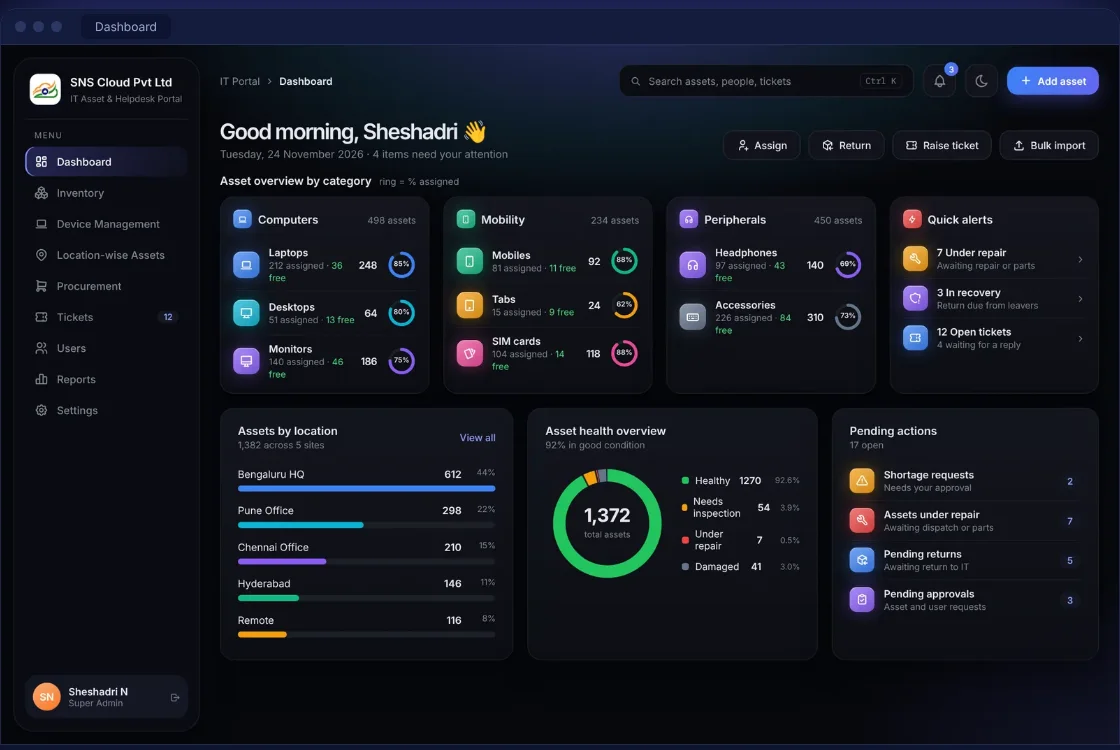 Dashboard
SNS Cloud Pvt Ltd
IT Asset & Helpdesk Portal
MENU
Dashboard
Inventory
Device Management
Location-wise Assets
Procurement
Tickets 12
Users
Reports
Settings
SN
Sheshadri N
Super Admin
IT Portal > Dashboard
Search assets, people, tickets Ctrl K
3
+ Add asset
Good morning, Sheshadri 👋
Tuesday, 24 November 2026 · 4 items need your attention
Assign
Return
Raise ticket
Bulk import
Asset overview by category ring = % assigned
Computers 498 assets
Laptops
212 assigned · 36
free
248
85%
Desktops
51 assigned · 13 free
64
80%
Monitors
140 assigned · 46
free
186
75%
Mobility 234 assets
Mobiles
81 assigned · 11 free
92
88%
Tabs
15 assigned · 9 free
24
62%
SIM cards
104 assigned · 14
free
118
88%
Peripherals 450 assets
Headphones
97 assigned · 43
free
140
69%
Accessories
226 assigned · 84
free
310
73%
Quick alerts
7 Under repair
Awaiting repair or parts
3 In recovery
Return due from leavers
12 Open tickets
4 waiting for a reply
Assets by location
1,382 across 5 sites
View all
Bengaluru HQ 612 44%
Pune Office 298 22%
Chennai Office 210 15%
Hyderabad 146 11%
Remote 116 8%
Asset health overview
92% in good condition
1,372
total assets
Healthy 1270 92.6%
Needs
inspection
54 3.9%
Under
repair
7 0.5%
Damaged 41 3.0%
Pending actions
17 open
Shortage requests
Needs your approval
2
Assets under repair
Awaiting dispatch or parts
7
Pending returns
Awaiting return to IT
5
Pending approvals
Asset and user requests
3